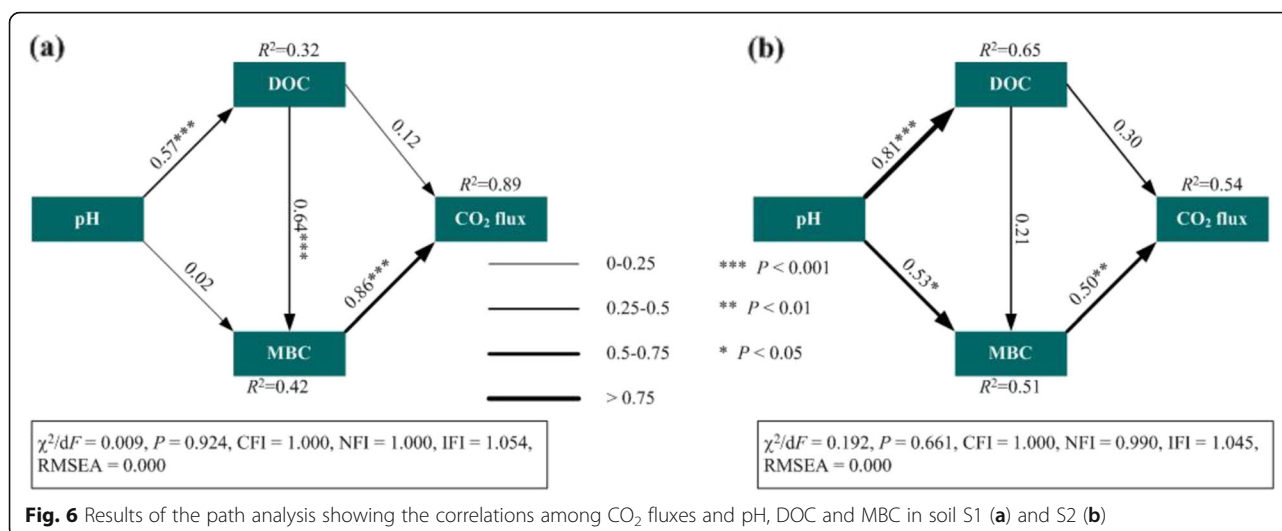 (a)
R²=0.32
DOC
0.57***
0.12
R²=0.89
pH
0.64***
CO₂ flux
0.02
0.86***
MBC
R²=0.42
χ²/dF = 0.009, P = 0.924, CFI = 1.000, NFI = 1.000, IFI = 1.054,
RMSEA = 0.000
0-0.25 *** P < 0.001
0.25-0.5 ** P < 0.01
0.5-0.75 * P < 0.05
> 0.75
(b)
R²=0.65
DOC
0.81***
0.30
R²=0.54
pH
0.21
CO₂ flux
0.53*
0.50**
MBC
R²=0.51
χ²/dF = 0.192, P = 0.661, CFI = 1.000, NFI = 0.990, IFI = 1.045,
RMSEA = 0.000
Fig. 6 Results of the path analysis showing the correlations among CO₂ fluxes and pH, DOC and MBC in soil S1 (a) and S2 (b)